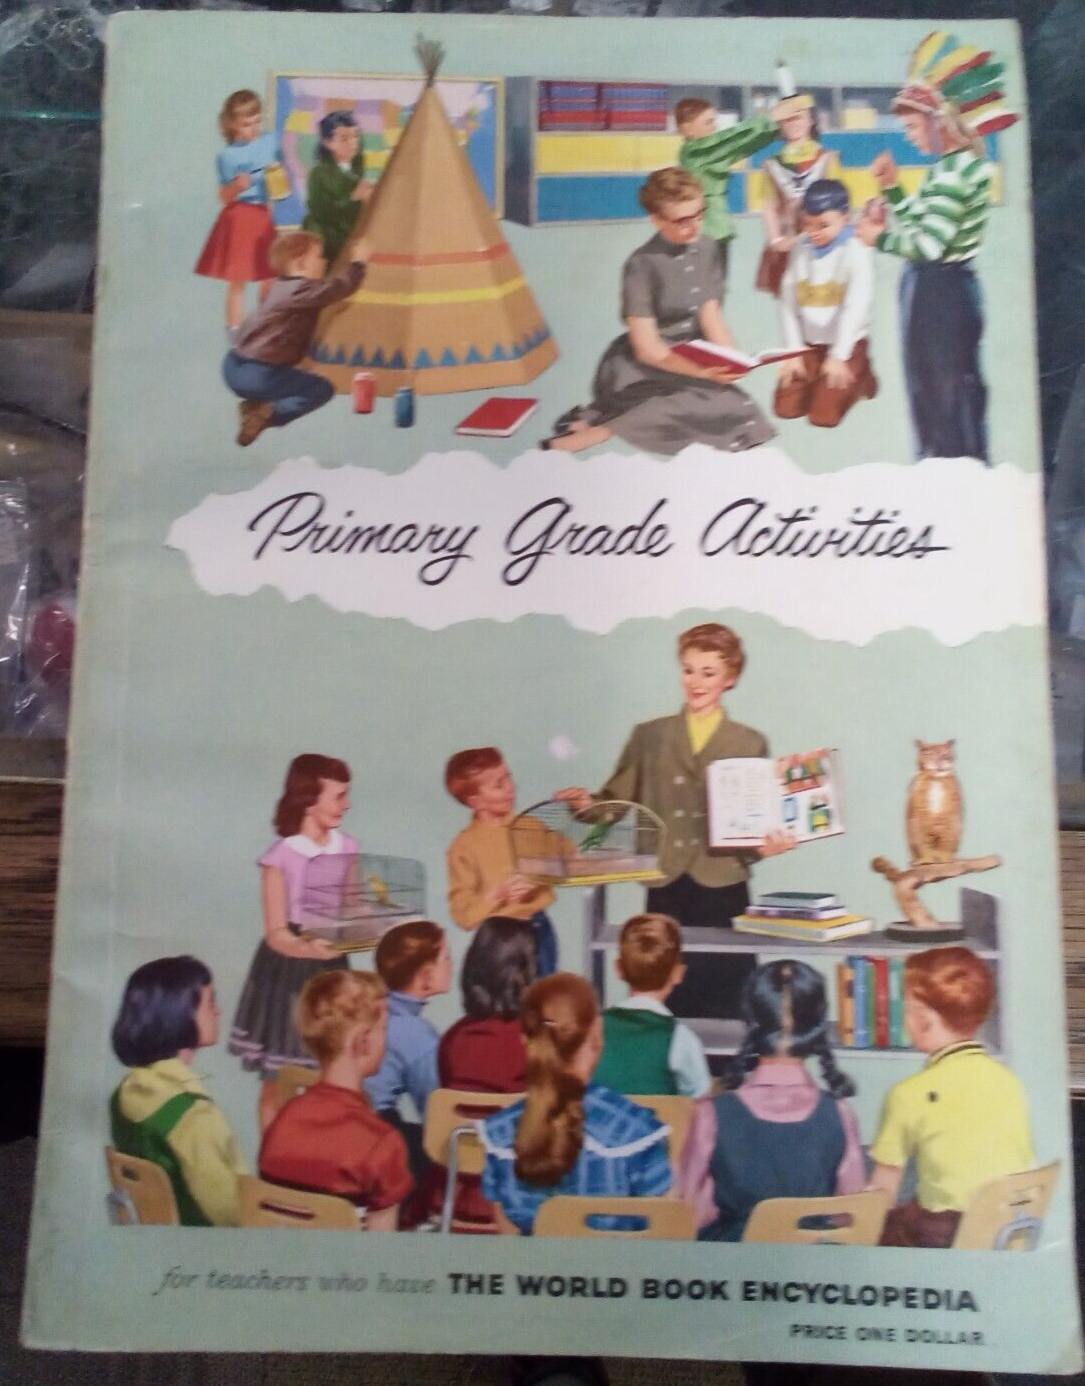 Primary Grade Activities
for teachers who have THE WORLD BOOK ENCYCLOPEDIA
PRICE ONE DOLLAR